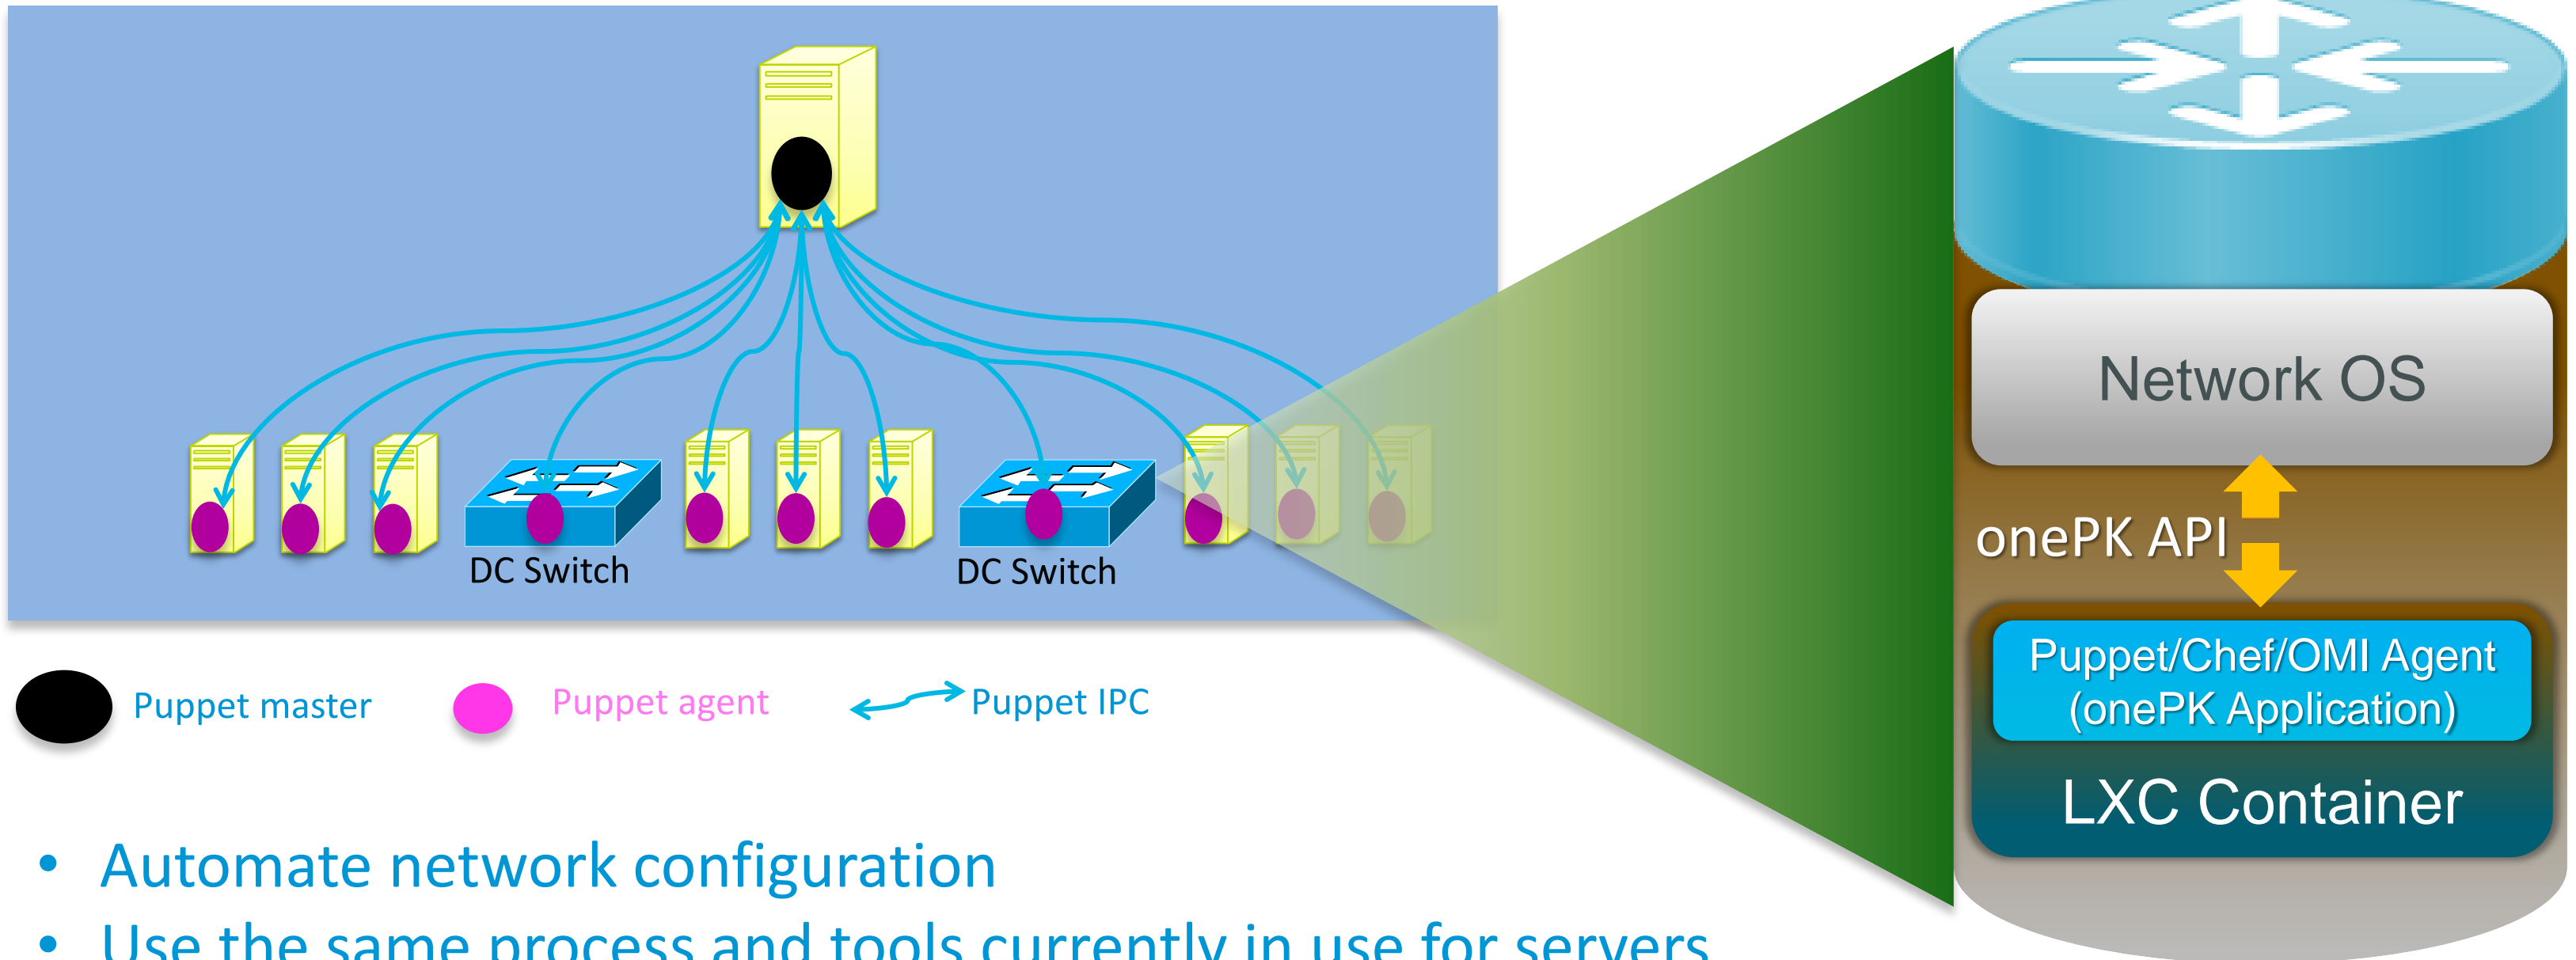 DC Switch
DC Switch
Puppet master
Puppet agent
Puppet IPC
• Automate network configuration
• Use the same process and tools currently in use for servers
Network OS
onePK API
Puppet/Chef/OMI Agent
(onePK Application)
LXC Container